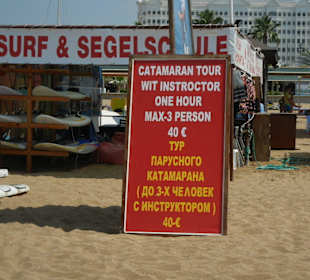 SURF & SEGELSCHULE
CATAMARAN TOUR
WIT INSTROCTOR
ONE HOUR
MAX-3 PERSON
40 €
ТУР
ПАРУСНОГО
КАТАМАРАНА
( ДО 3-Х ЧЕЛОВЕК
С ИНСТРУКТОРОМ )
40-€